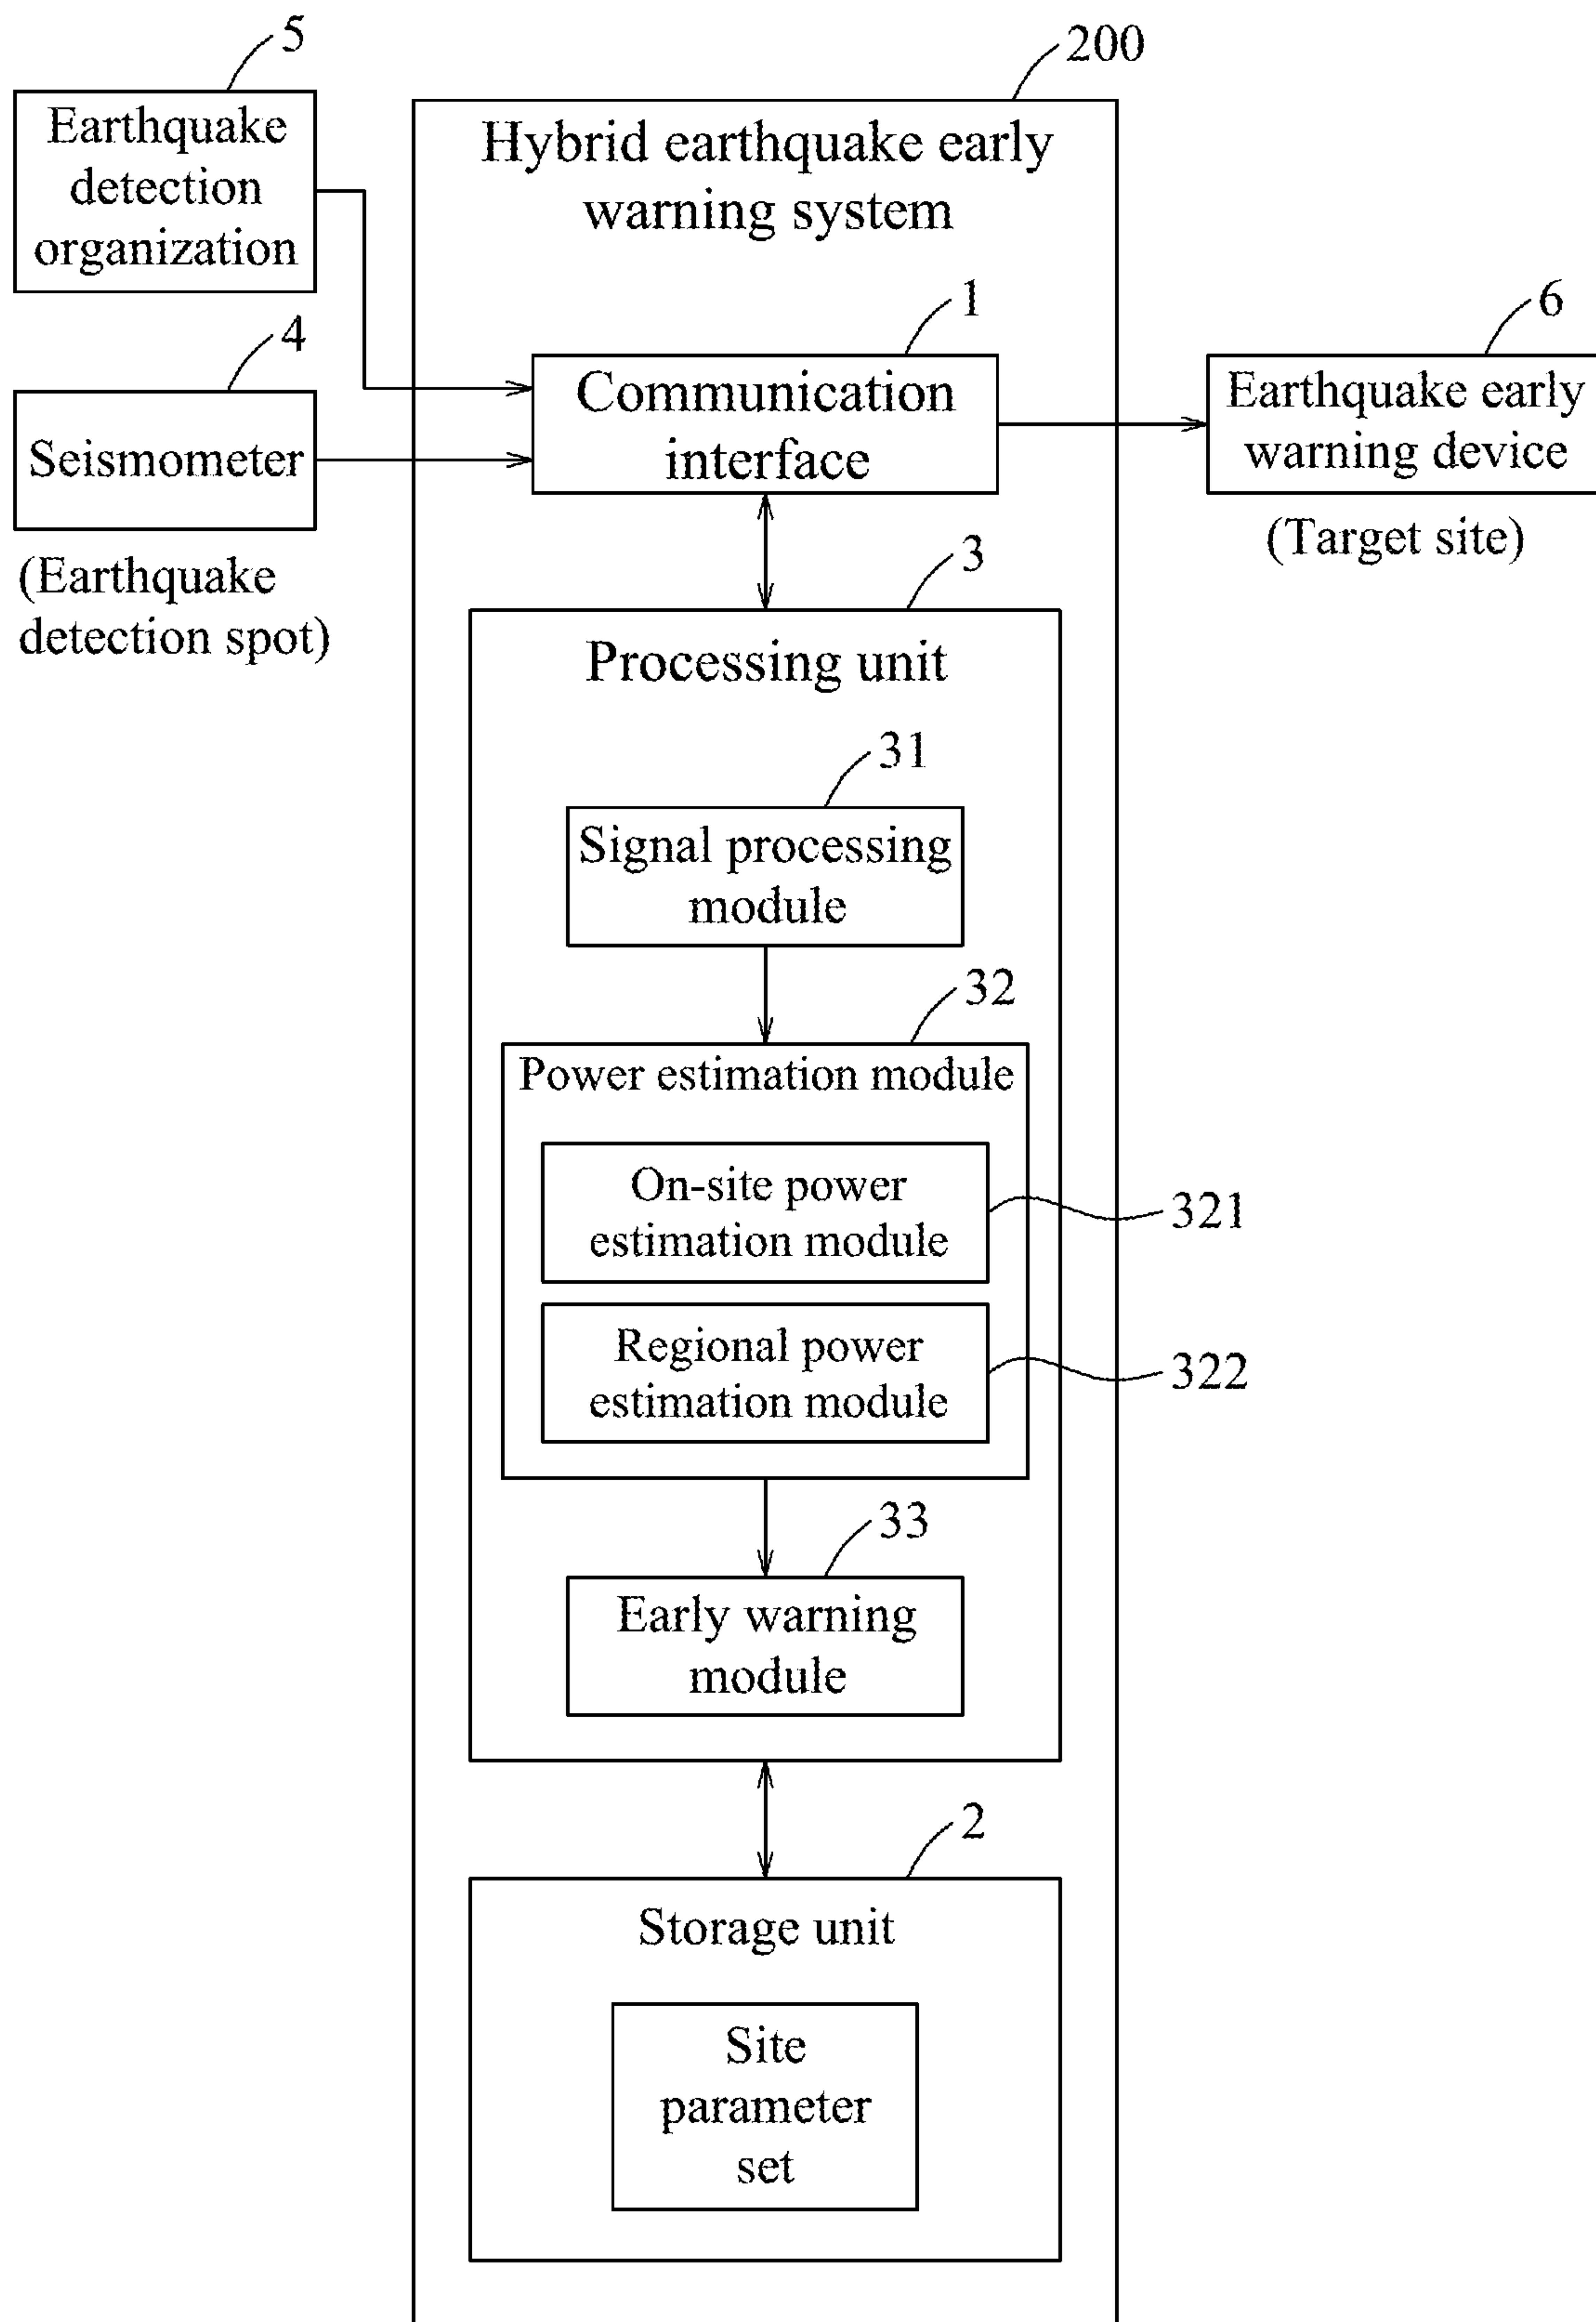 5
200
Earthquake
detection
organization
Hybrid earthquake early
warning system
4
1
6
Seismometer
Communication
interface
Earthquake early
warning device
(Earthquake
detection spot)
(Target site)
3
Processing unit
31
Signal processing
module
32
Power estimation module
On-site power
estimation module
321
Regional power
estimation module
322
33
Early warning
module
2
Storage unit
Site
parameter
set